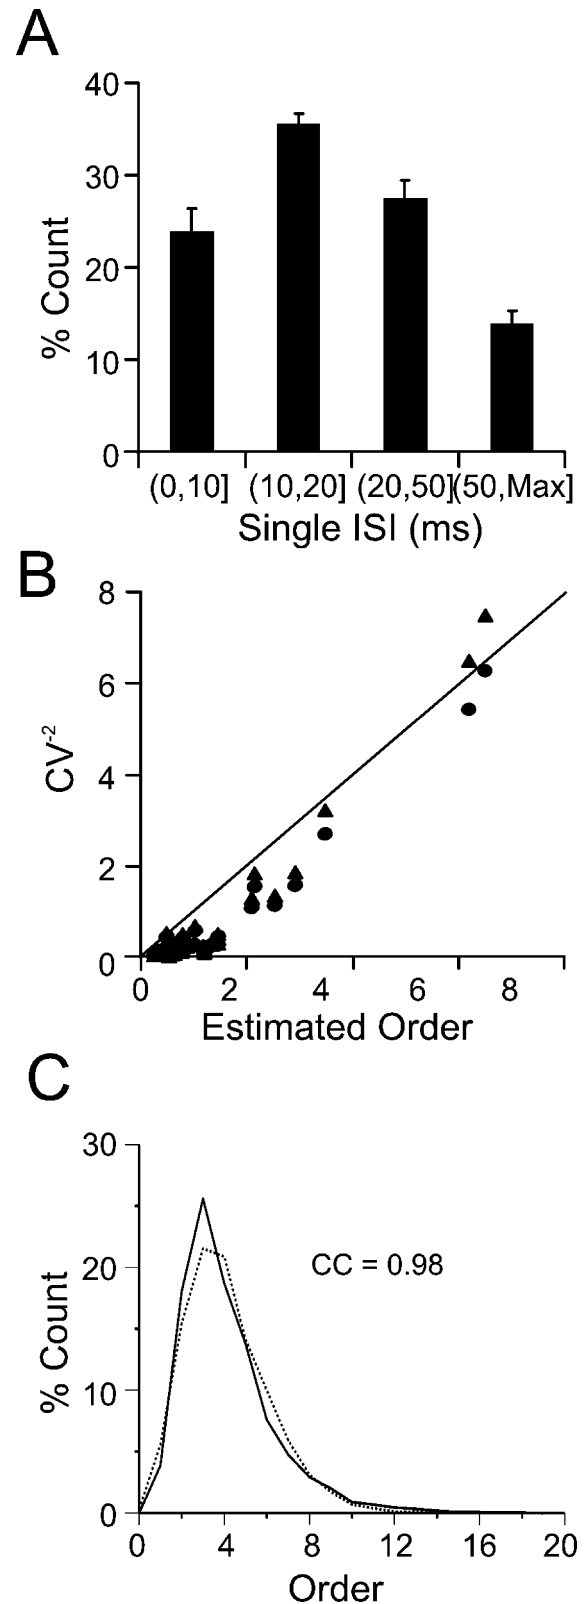 A
40
30
20
10
0
% Count
(0,10] (10,20] (20,50] (50,Max]
Single ISI (ms)
B
8
6
4
2
0
CV-2
0 2 4 6 8
Estimated Order
C
30
20
10
0
% Count
CC = 0.98
0 4 8 12 16 20
Order